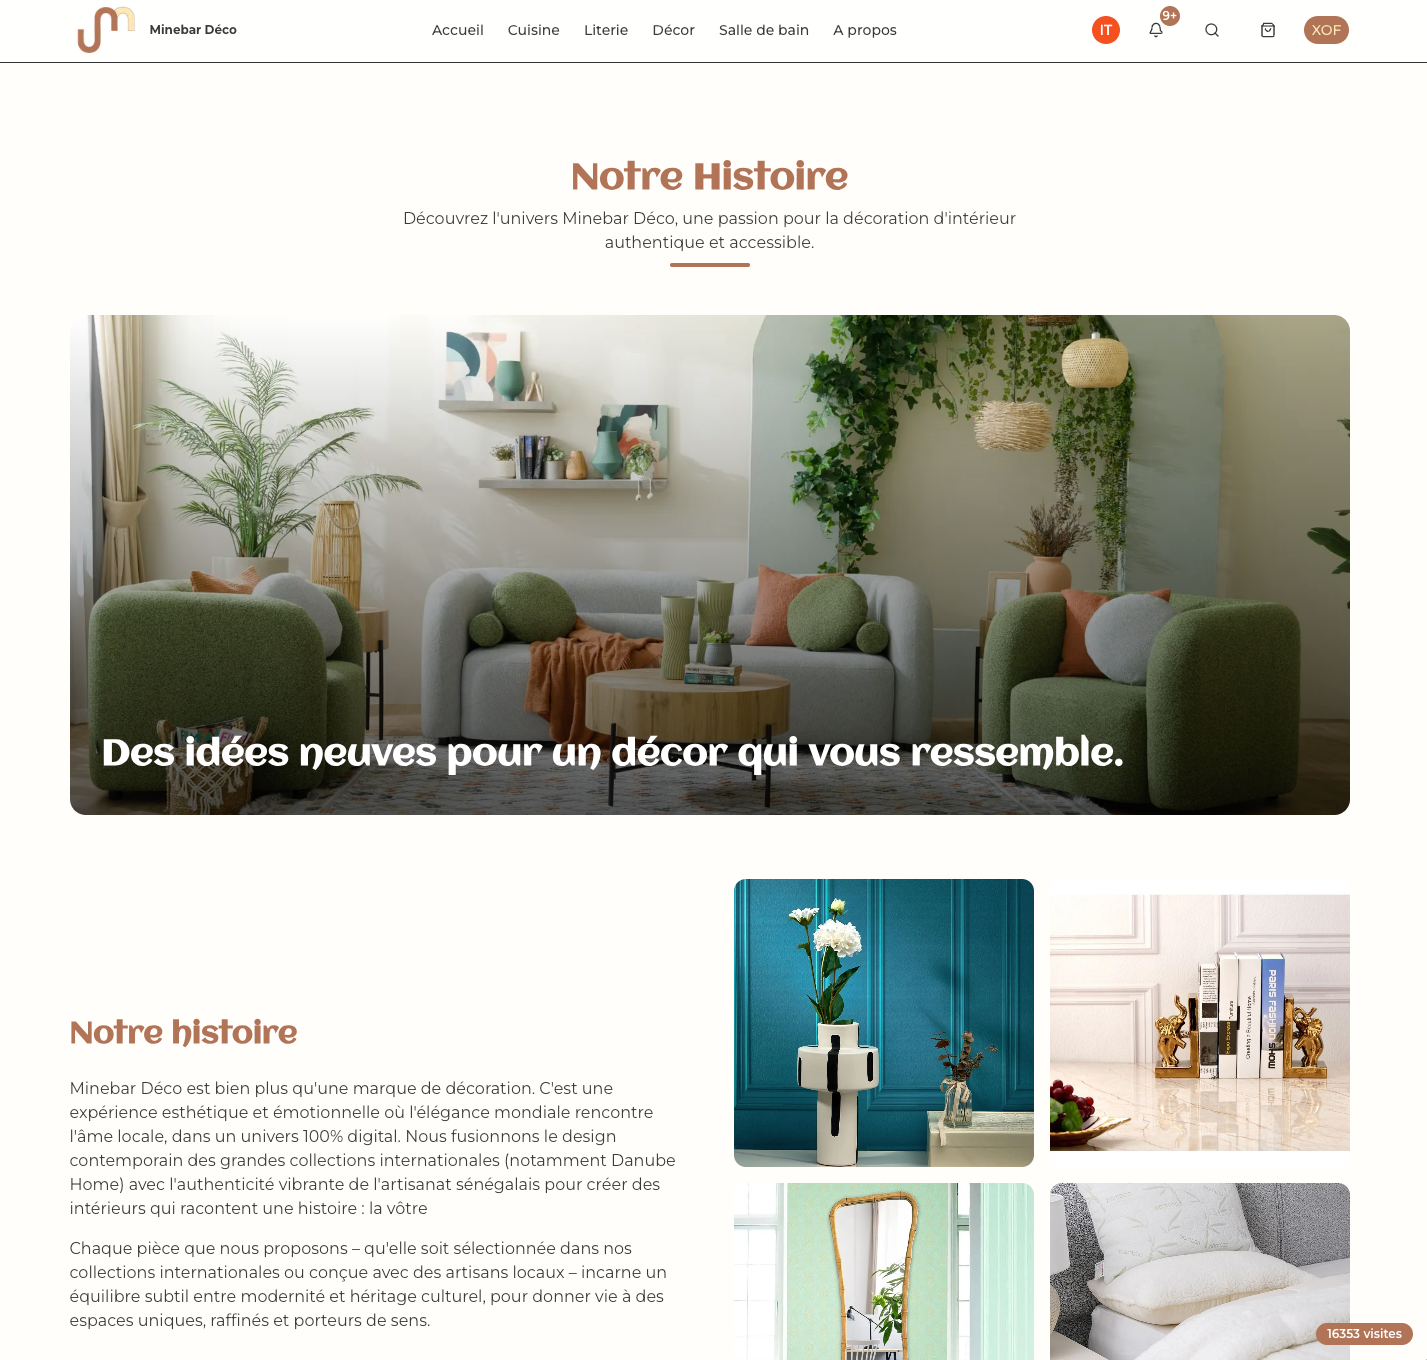 Minebar Déco
Accueil
Cuisine
Literie
Décor
Salle de bain
A propos
IT
9+
XOF
Notre Histoire
Découvrez l'univers Minebar Déco, une passion pour la décoration d'intérieur
authentique et accessible.
Des idées neuves pour un décor qui vous ressemble.
Notre histoire
Minebar Déco est bien plus qu'une marque de décoration. C'est une
expérience esthétique et émotionnelle où l'élégance mondiale rencontre
l'âme locale, dans un univers 100% digital. Nous fusionnons le design
contemporain des grandes collections internationales (notamment Danube
Home) avec l'authenticité vibrante de l'artisanat sénégalais pour créer des
intérieurs qui racontent une histoire : la vôtre
Chaque pièce que nous proposons – qu'elle soit sélectionnée dans nos
collections internationales ou conçue avec des artisans locaux – incarne un
équilibre subtil entre modernité et héritage culturel, pour donner vie à des
espaces uniques, raffinés et porteurs de sens.
PARIS FASHION SHOW
16353 visites